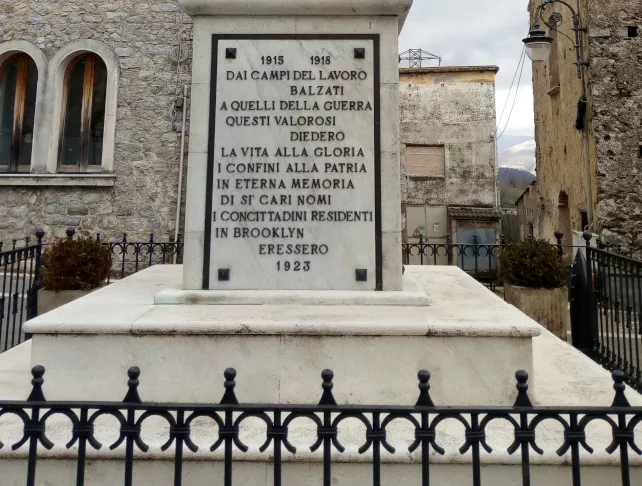 1915 1918
DAI CAMPI DEL LAVORO
BALZATI
A QUELLI DELLA GUERRA
QUESTI VALOROSI
DIEDERO
LA VITA ALLA GLORIA
I CONFINI ALLA PATRIA
IN ETERNA MEMORIA
DI SI' CARI NOMI
I CONCITTADINI RESIDENTI
IN BROOKLYN
ERESSERO
1923